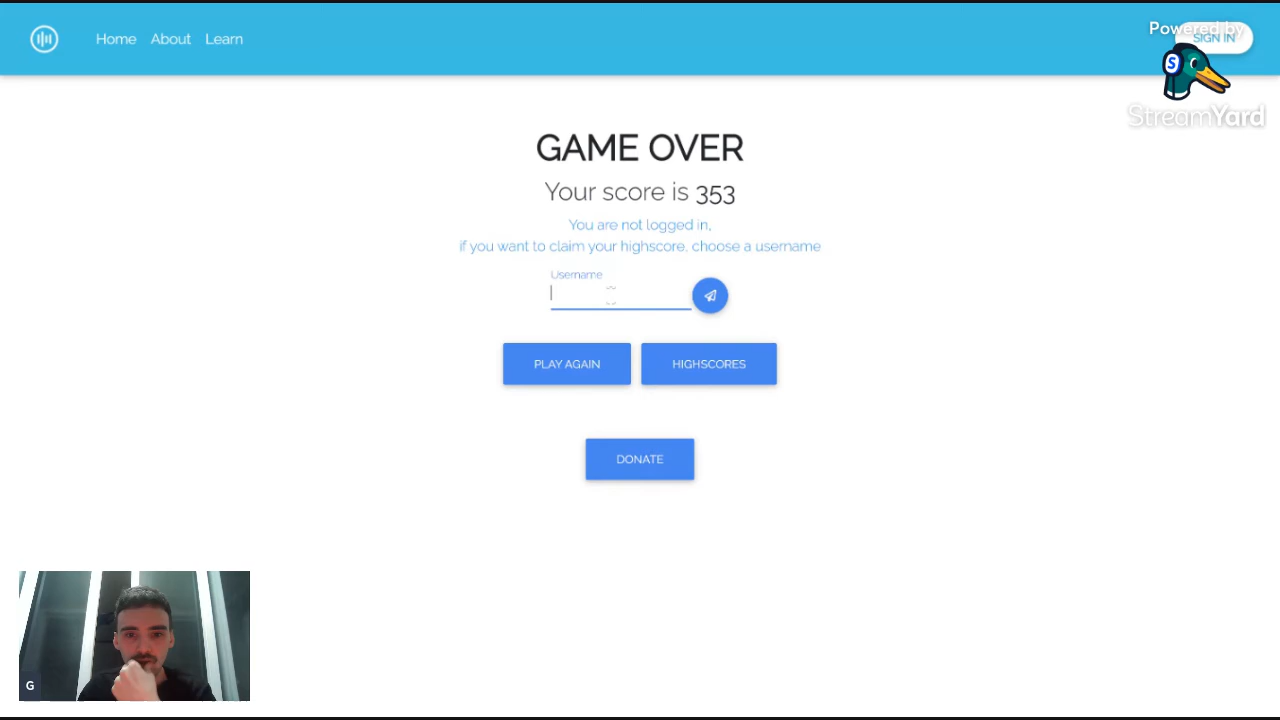 Home About Learn
Powered by
SIGN IN
S
StreamYard
GAME OVER
Your score is 353
You are not logged in,
if you want to claim your highscore, choose a username
Username
PLAY AGAIN HIGHSCORES
DONATE
G